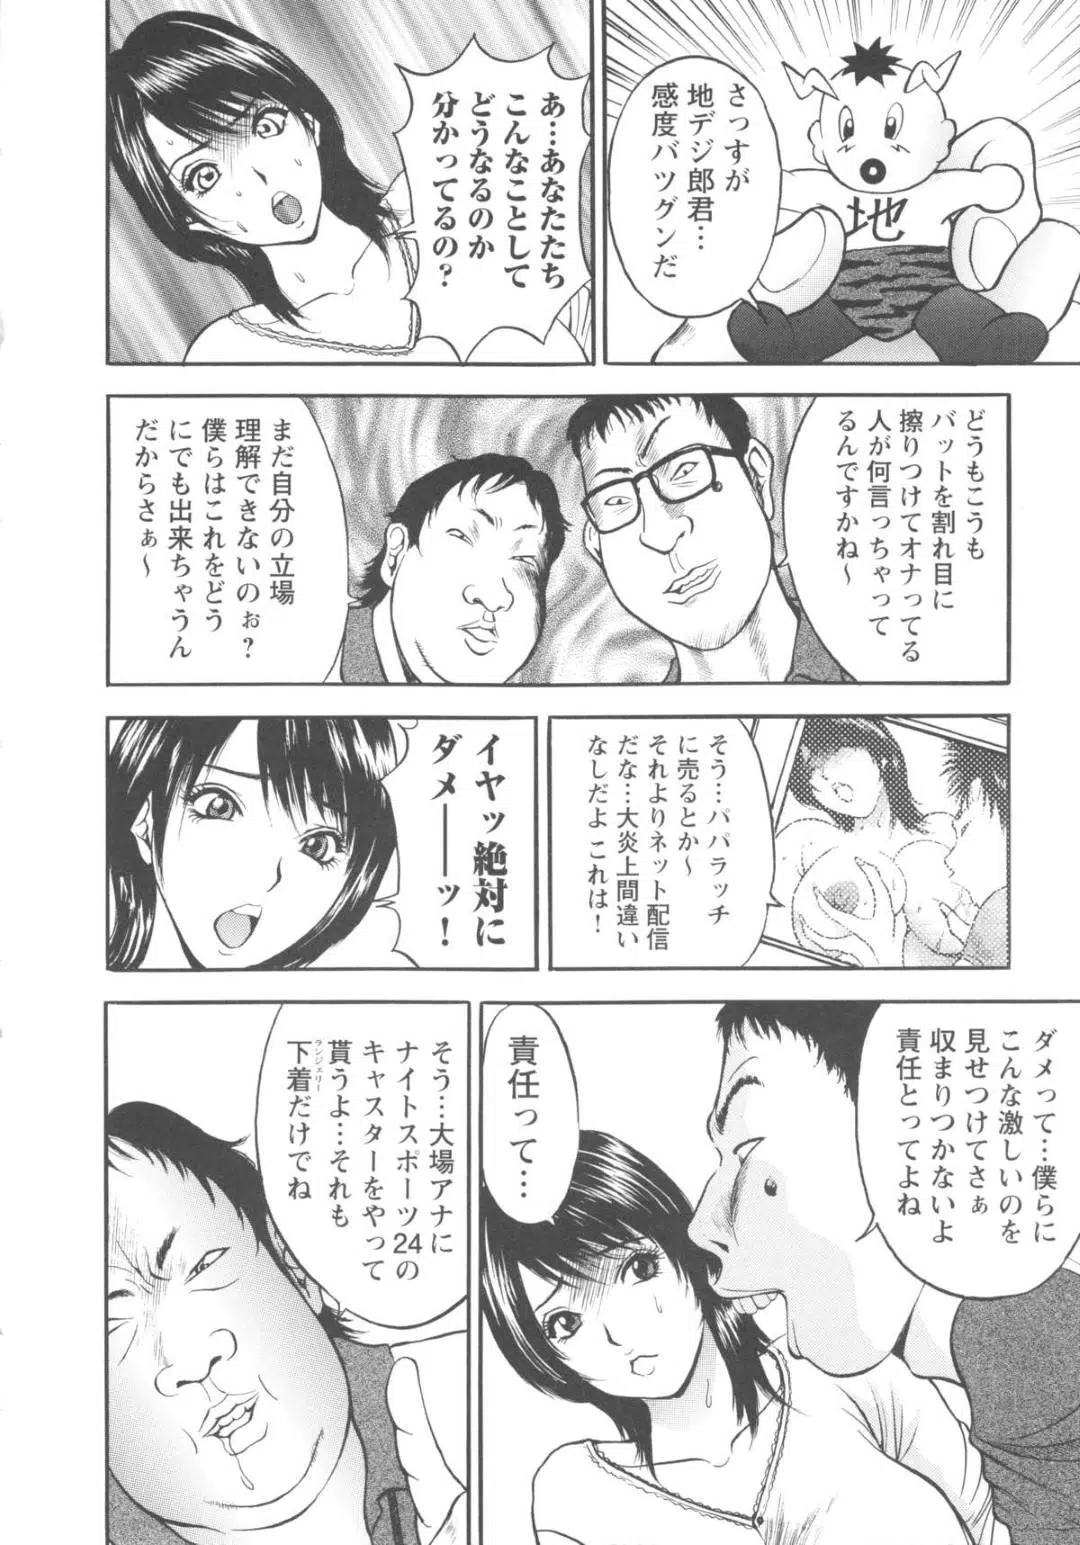 さっすが
地デジ郎君…
感度バツグンだ
地
あ…あなたたち
こんなことして
どうなるのか
分かってるの？
どうもこうも
バットを割れ目に
擦りつけてオナってる
人が何言っちゃって
るんですかね～
まだ自分の立場
理解できないのぉ？
僕らはこれをどう
にでも出来ちゃうん
だからさぁ～
そう…パパラッチ
に売るとか～
それよりネット配信
だな…大炎上間違い
なしだよ これは！
イヤッ絶対に
ダメーーッ！
ダメって…僕らに
こんな激しいのを
見せつけてさぁ
収まりつかないよ
責任とってよね
責任って…
そう…大場アナに
ナイトスポーツ24の
キャスターをやって
貰うよ…それも
下着だけでね
ランジェリー